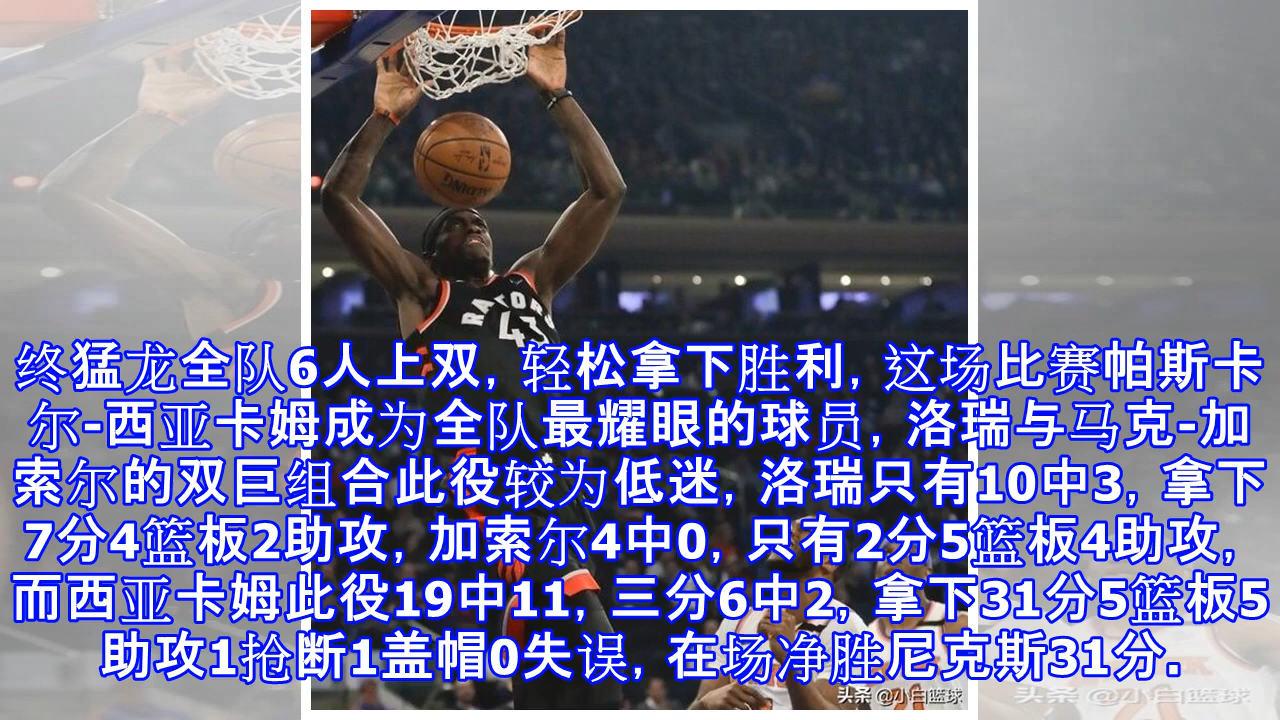 RAPTORS
43
终猛龙全队6人上双, 轻松拿下胜利, 这场比赛帕斯卡
尔-西亚卡姆成为全队最耀眼的球员, 洛瑞与马克-加
索尔的双巨组合此役较为低迷, 洛瑞只有10中3, 拿下
7分4篮板2助攻, 加索尔4中0, 只有2分5篮板4助攻,
而西亚卡姆此役19中11, 三分6中2, 拿下31分5篮板5
助攻1抢断1盖帽0失误, 在场净胜尼克斯31分.
头条 @小白篮球
头条 @小白篮球